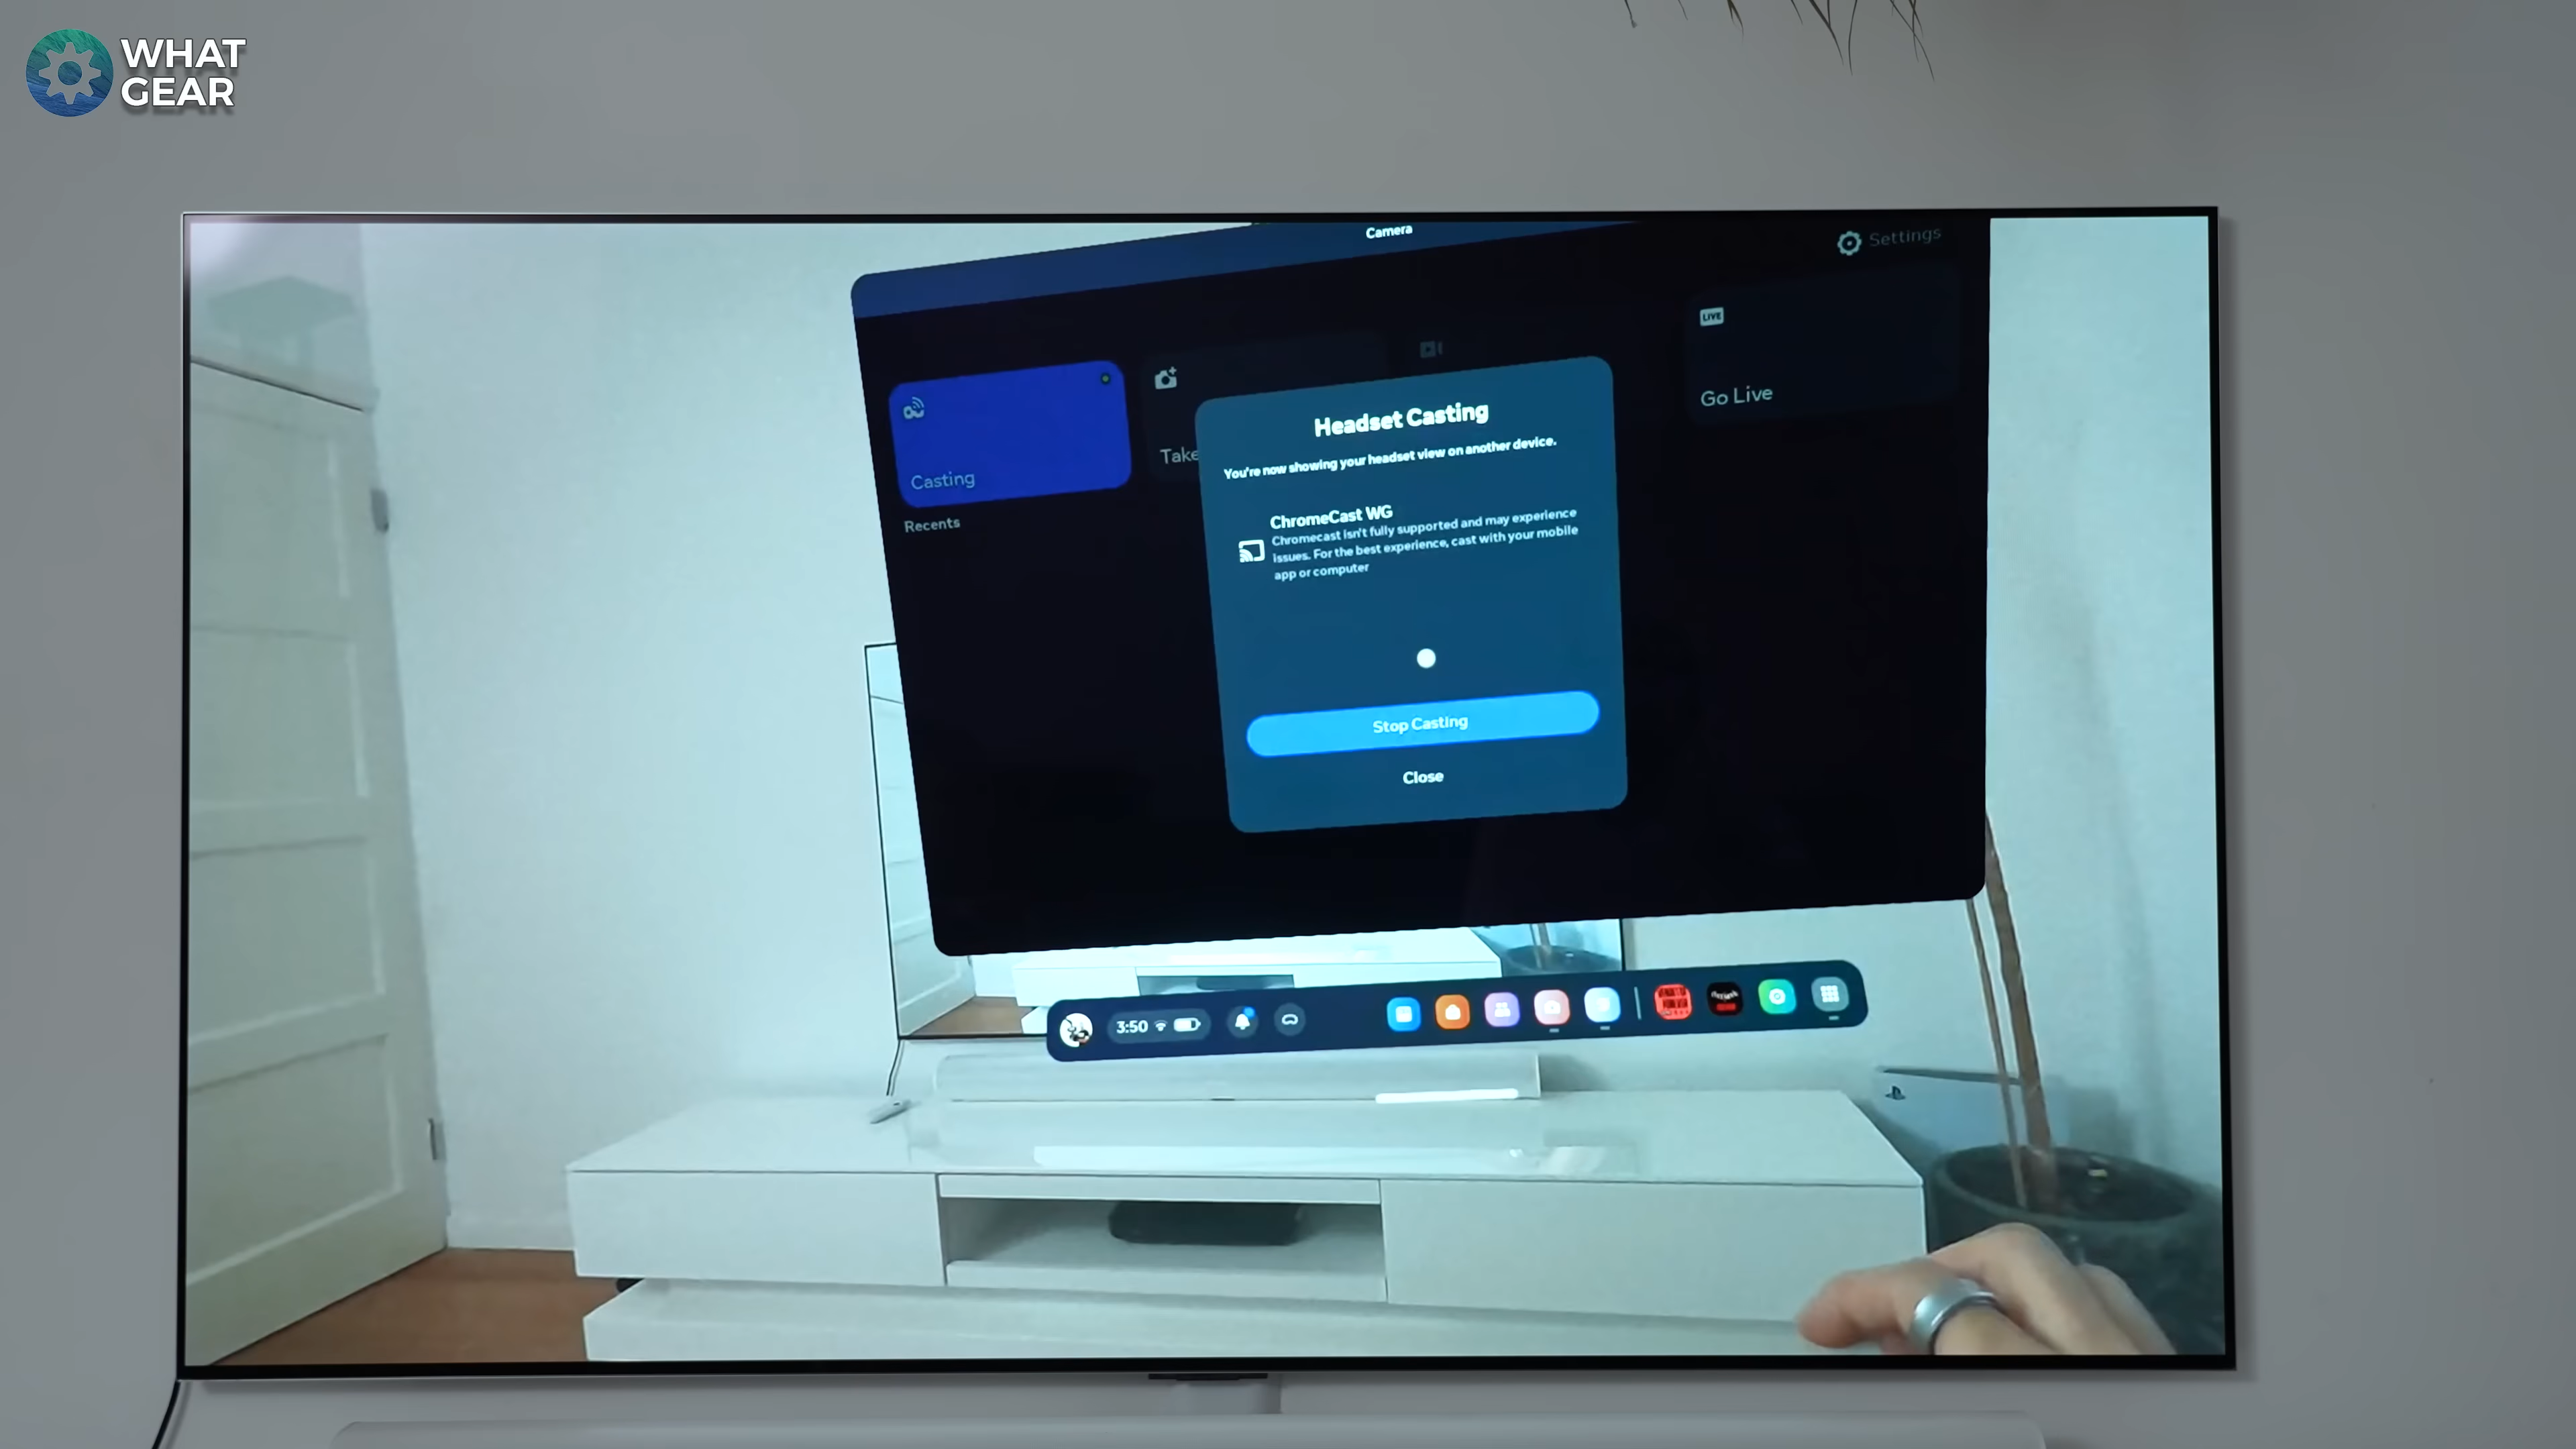 WHAT
GEAR
Camera
Settings
LIVE
Go Live
Casting
Take
Recents
Headset Casting
You're now showing your headset view on another device.
ChromeCast WG
Chromecast isn't fully supported and may experience
issues. For the best experience, cast with your mobile
app or computer
Stop Casting
Close
3:50